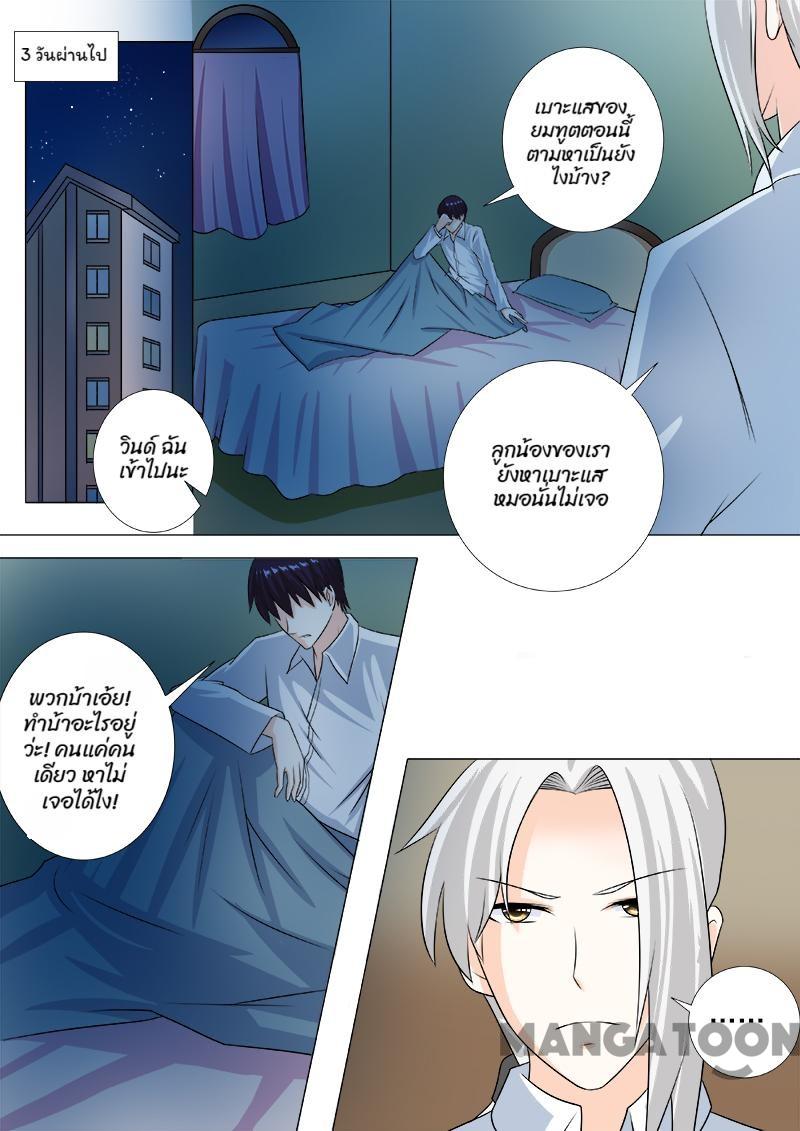 3 วันผ่านไป
วินด์ ฉัน
เข้าไปนะ
เบาะแสของ
ยมฑูตตอนนี้
ตามหาเป็นยัง
ไงบ้าง?
ลูกน้องของเรา
ยังหาเบาะแส
หมอนั่นไม่เจอ
พวกบ้าเอ้ย!
ทำบ้าอะไรอยู่
ว่ะ! คนแค่คน
เดียว หาไม่
เจอได้ไง!
.......
MANGATOON